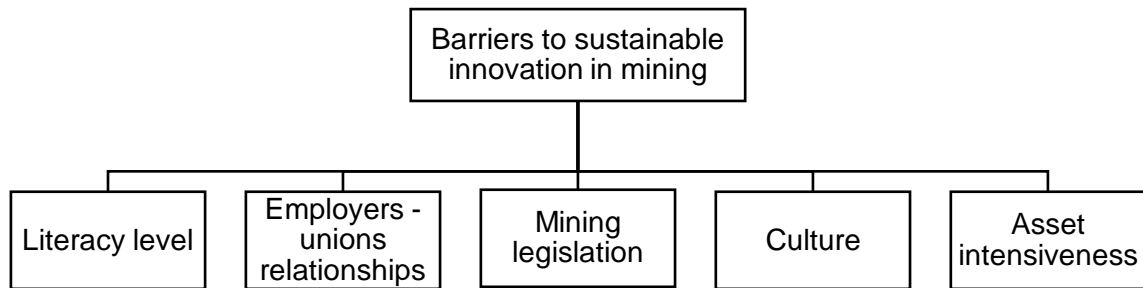 Barriers to sustainable
innovation in mining
Literacy level
Employers -
unions
relationships
Mining
legislation
Culture
Asset
intensiveness